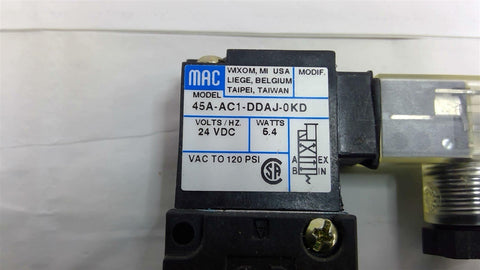 MAC
WIXOM, MI USA
LIEGE, BELGIUM
TAIPEI, TAIWAN
MODIF.
MODEL
45A-AC1-DDAJ-0KD
VOLTS / HZ.
24 VDC
WATTS
5.4
VAC TO 120 PSI
A EX
B IN